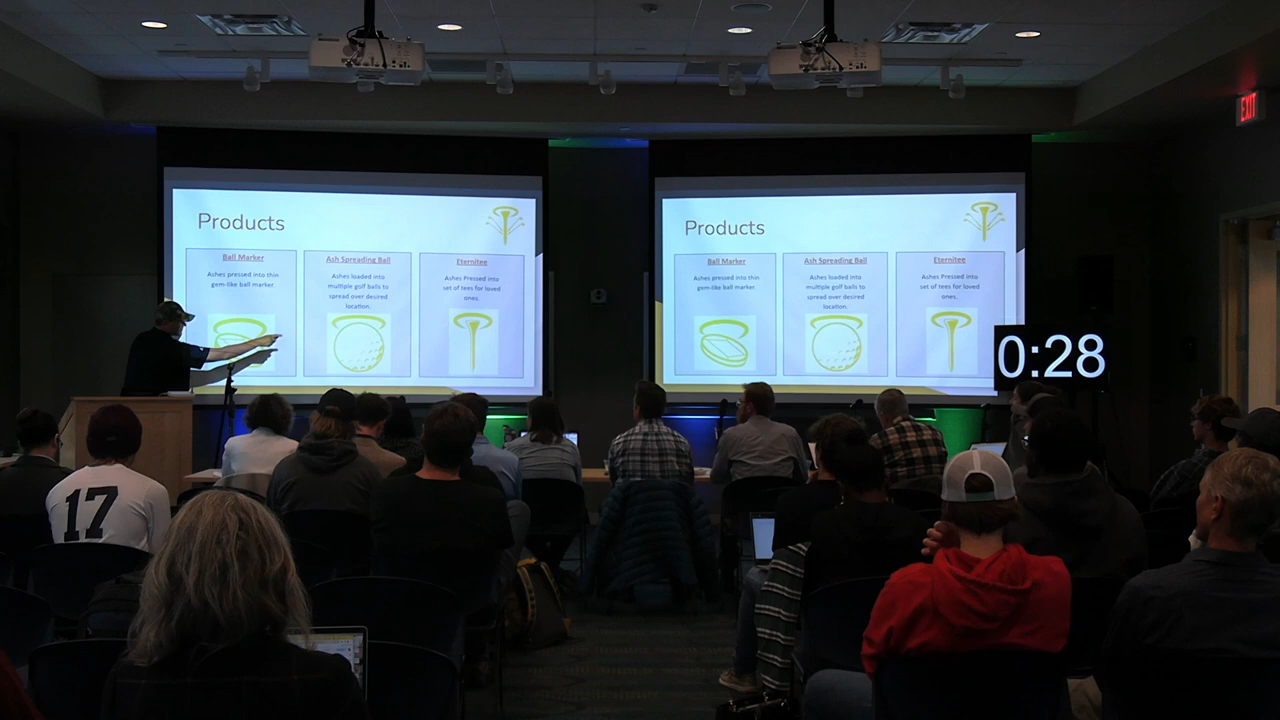 Products
Ball Marker
Ashes pressed into thin
gem-like ball marker.
Ash Spreading Ball
Ashes loaded into
multiple golf balls to
spread over desired
location.
Eternitee
Ashes Pressed into
set of tees for loved
ones.
Products
Ball Marker
Ashes pressed into thin
gem-like ball marker.
Ash Spreading Ball
Ashes loaded into
multiple golf balls to
spread over desired
location.
Eternitee
Ashes Pressed into
set of tees for loved
ones.
EXIT
0:28
17